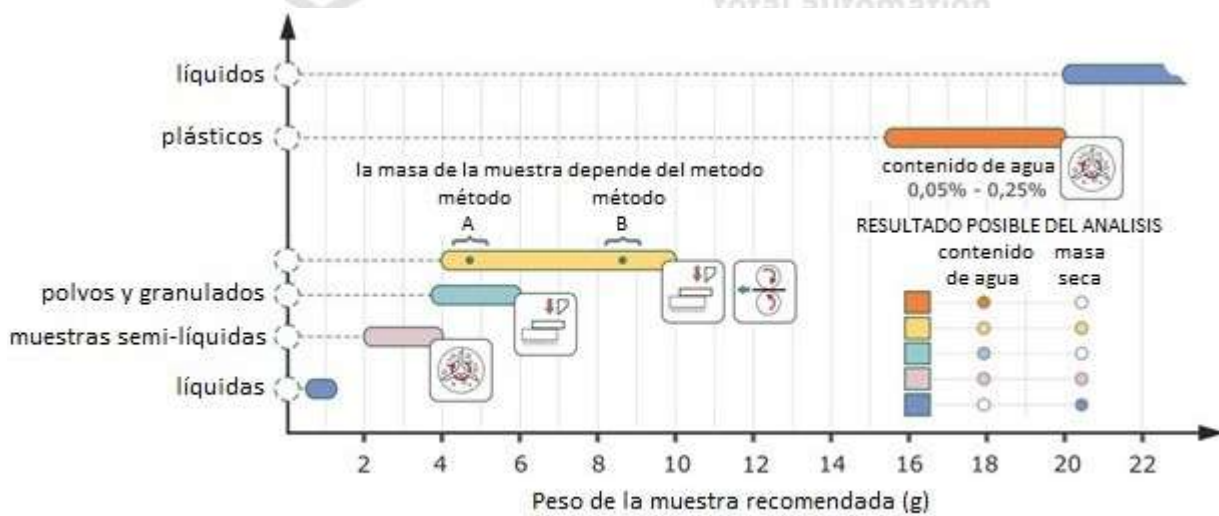 total automation
líquidos
plásticos
la masa de la muestra depende del metodo
método
A
método
B
contenido de agua
0,05% - 0,25%
RESULTADO POSIBLE DEL ANALISIS
contenido
de agua
masa
seca
polvos y granulados
muestras semi-líquidas
líquidas
2 4 6 8 10 12 14 16 18 20 22
Peso de la muestra recomendada (g)